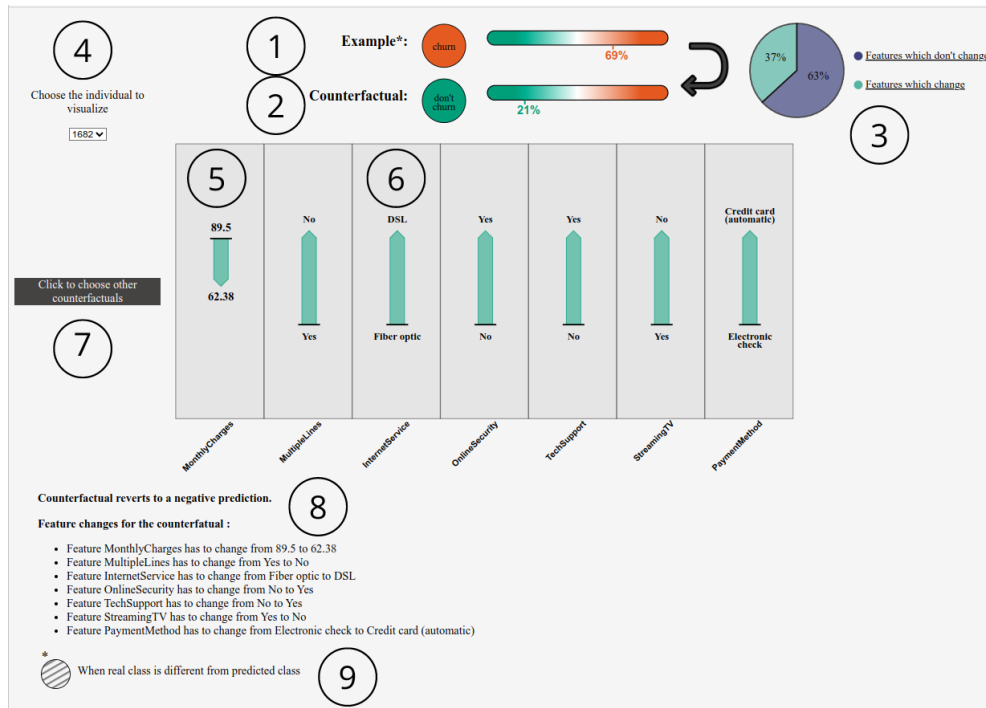 4
Choose the individual to
visualize
1682
1
Example*:
churn
69%
2
Counterfactual:
don't
churn
21%
37%
63%
Features which don't change
Features which change
3
5
6
89.5
62.38
No
Yes
DSL
Fiber optic
Yes
No
Yes
No
No
Yes
Credit card
(automatic)
Electronic
check
Click to choose other
counterfactuals
7
MonthlyCharges
MultipleLines
InternetService
OnlineSecurity
TechSupport
StreamingTV
PaymentMethod
Counterfactual reverts to a negative prediction.
8
Feature changes for the counterfatual :
• Feature MonthlyCharges has to change from 89.5 to 62.38
• Feature MultipleLines has to change from Yes to No
• Feature InternetService has to change from Fiber optic to DSL
• Feature OnlineSecurity has to change from No to Yes
• Feature TechSupport has to change from No to Yes
• Feature StreamingTV has to change from Yes to No
• Feature PaymentMethod has to change from Electronic check to Credit card (automatic)
*
When real class is different from predicted class
9